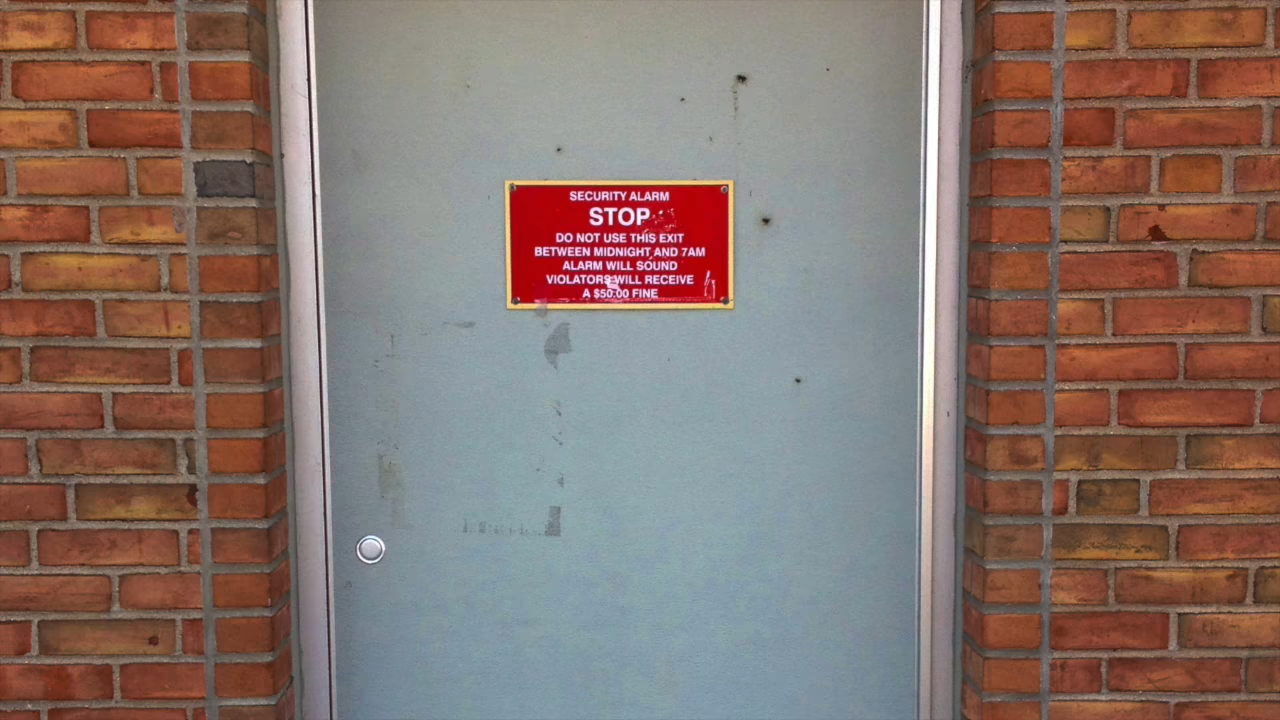 SECURITY ALARM
STOP
DO NOT USE THIS EXIT
BETWEEN MIDNIGHT AND 7AM
ALARM WILL SOUND
VIOLATORS WILL RECEIVE
A $50.00 FINE